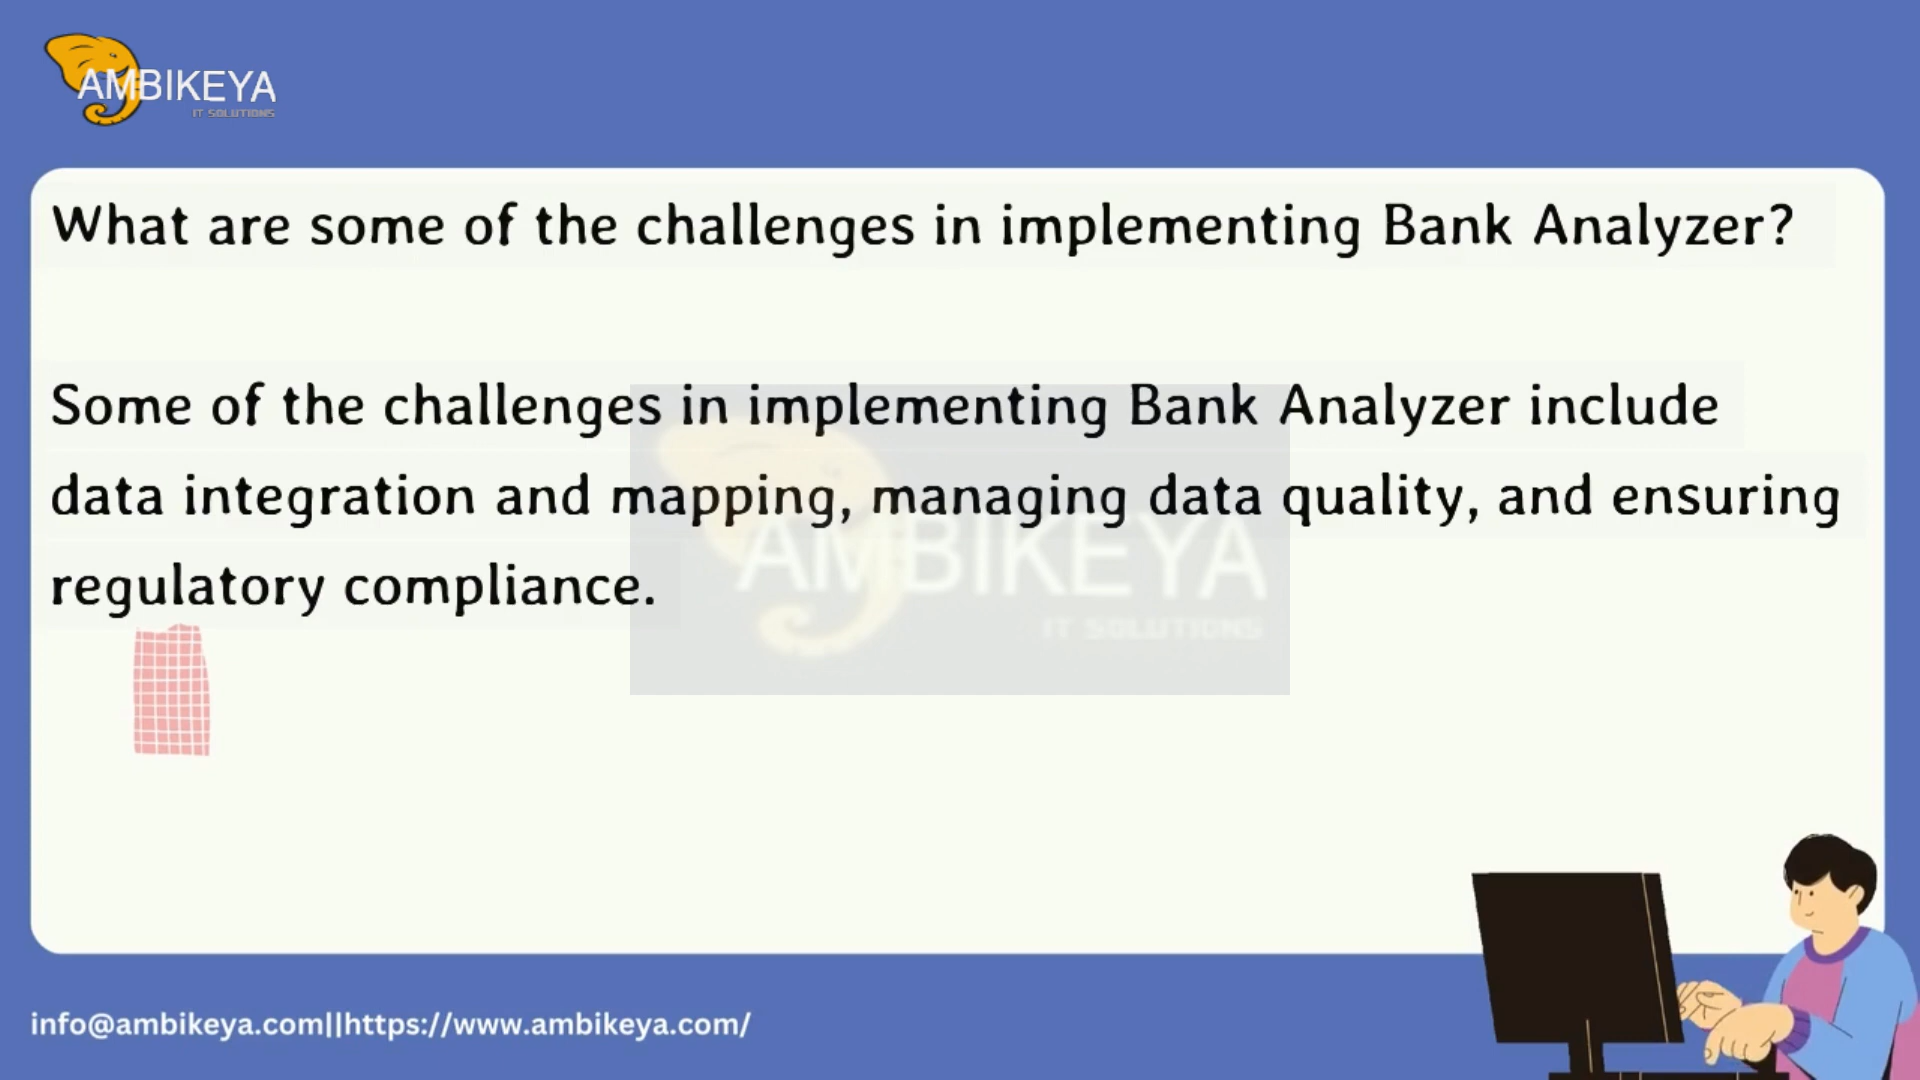 AMBIKEYA
IT SOLUTIONS
What are some of the challenges in implementing Bank Analyzer?
Some of the challenges in implementing Bank Analyzer include
data integration and mapping, managing data quality, and ensuring
regulatory compliance.
AMBIKEYA
IT SOLUTIONS
info@ambikeya.com||https://www.ambikeya.com/